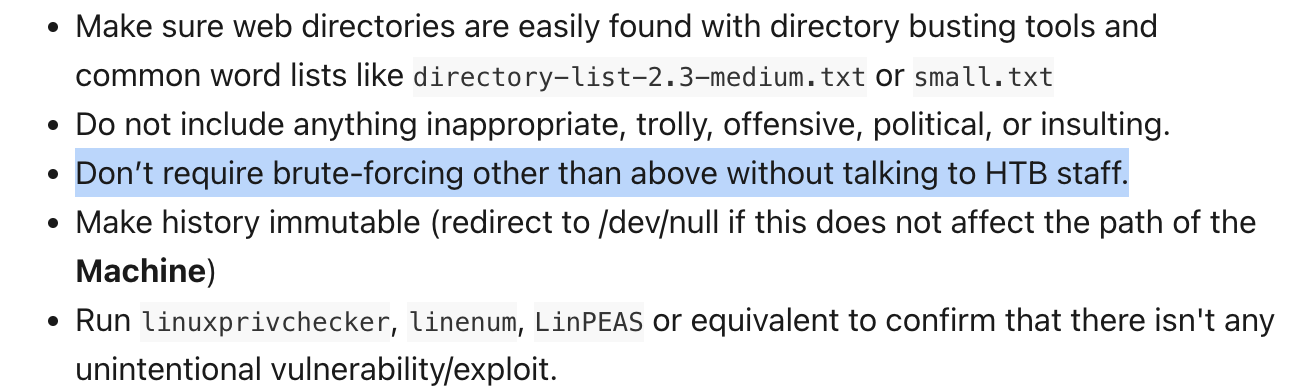 • Make sure web directories are easily found with directory busting tools and
common word lists like directory-list-2.3-medium.txt or small.txt
• Do not include anything inappropriate, trolly, offensive, political, or insulting.
• Don’t require brute-forcing other than above without talking to HTB staff.
• Make history immutable (redirect to /dev/null if this does not affect the path of the
Machine)
• Run linuxprivchecker, linenum, LinPEAS or equivalent to confirm that there isn't any
unintentional vulnerability/exploit.